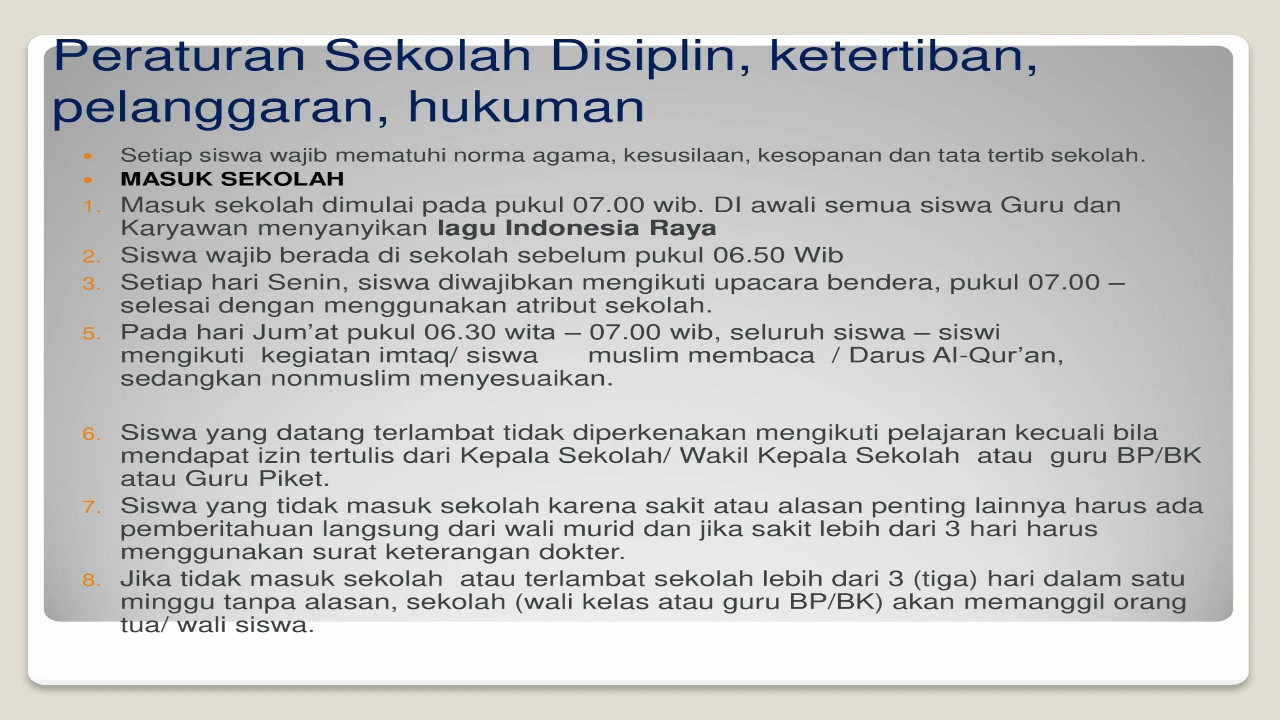 Peraturan Sekolah Disiplin, ketertiban,
pelanggaran, hukuman
• Setiap siswa wajib mematuhi norma agama, kesusilaan, kesopanan dan tata tertib sekolah.
• MASUK SEKOLAH
1. Masuk sekolah dimulai pada pukul 07.00 wib. DI awali semua siswa Guru dan
Karyawan menyanyikan lagu Indonesia Raya
2. Siswa wajib berada di sekolah sebelum pukul 06.50 Wib
3. Setiap hari Senin, siswa diwajibkan mengikuti upacara bendera, pukul 07.00 –
selesai dengan menggunakan atribut sekolah.
5. Pada hari Jum’at pukul 06.30 wita – 07.00 wib, seluruh siswa – siswi
mengikuti kegiatan imtaq/ siswa muslim membaca / Darus Al-Qur’an,
sedangkan nonmuslim menyesuaikan.
6. Siswa yang datang terlambat tidak diperkenakan mengikuti pelajaran kecuali bila
mendapat izin tertulis dari Kepala Sekolah/ Wakil Kepala Sekolah atau guru BP/BK
atau Guru Piket.
7. Siswa yang tidak masuk sekolah karena sakit atau alasan penting lainnya harus ada
pemberitahuan langsung dari wali murid dan jika sakit lebih dari 3 hari harus
menggunakan surat keterangan dokter.
8. Jika tidak masuk sekolah atau terlambat sekolah lebih dari 3 (tiga) hari dalam satu
minggu tanpa alasan, sekolah (wali kelas atau guru BP/BK) akan memanggil orang
tua/ wali siswa.